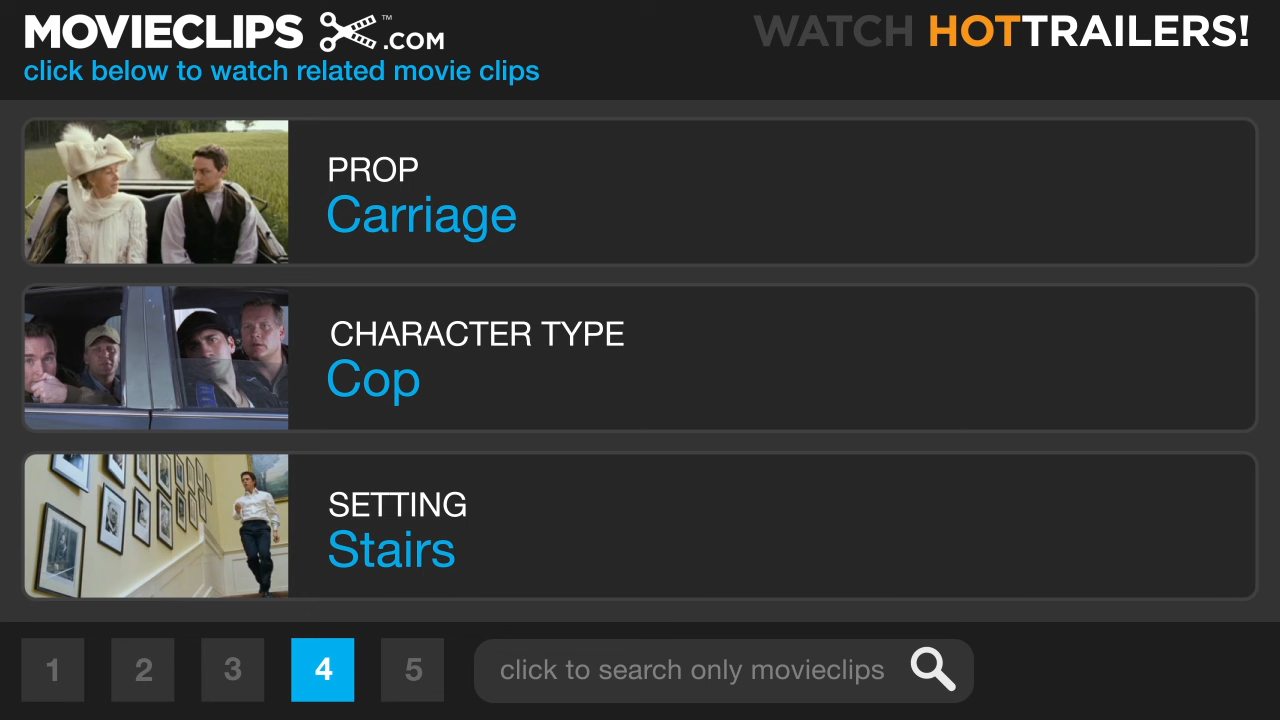 MOVIECLIPS™.COM
WATCH HOTTRAILERS!
click below to watch related movie clips
PROP
Carriage
CHARACTER TYPE
Cop
SETTING
Stairs
1 2 3 4 5 click to search only movieclips